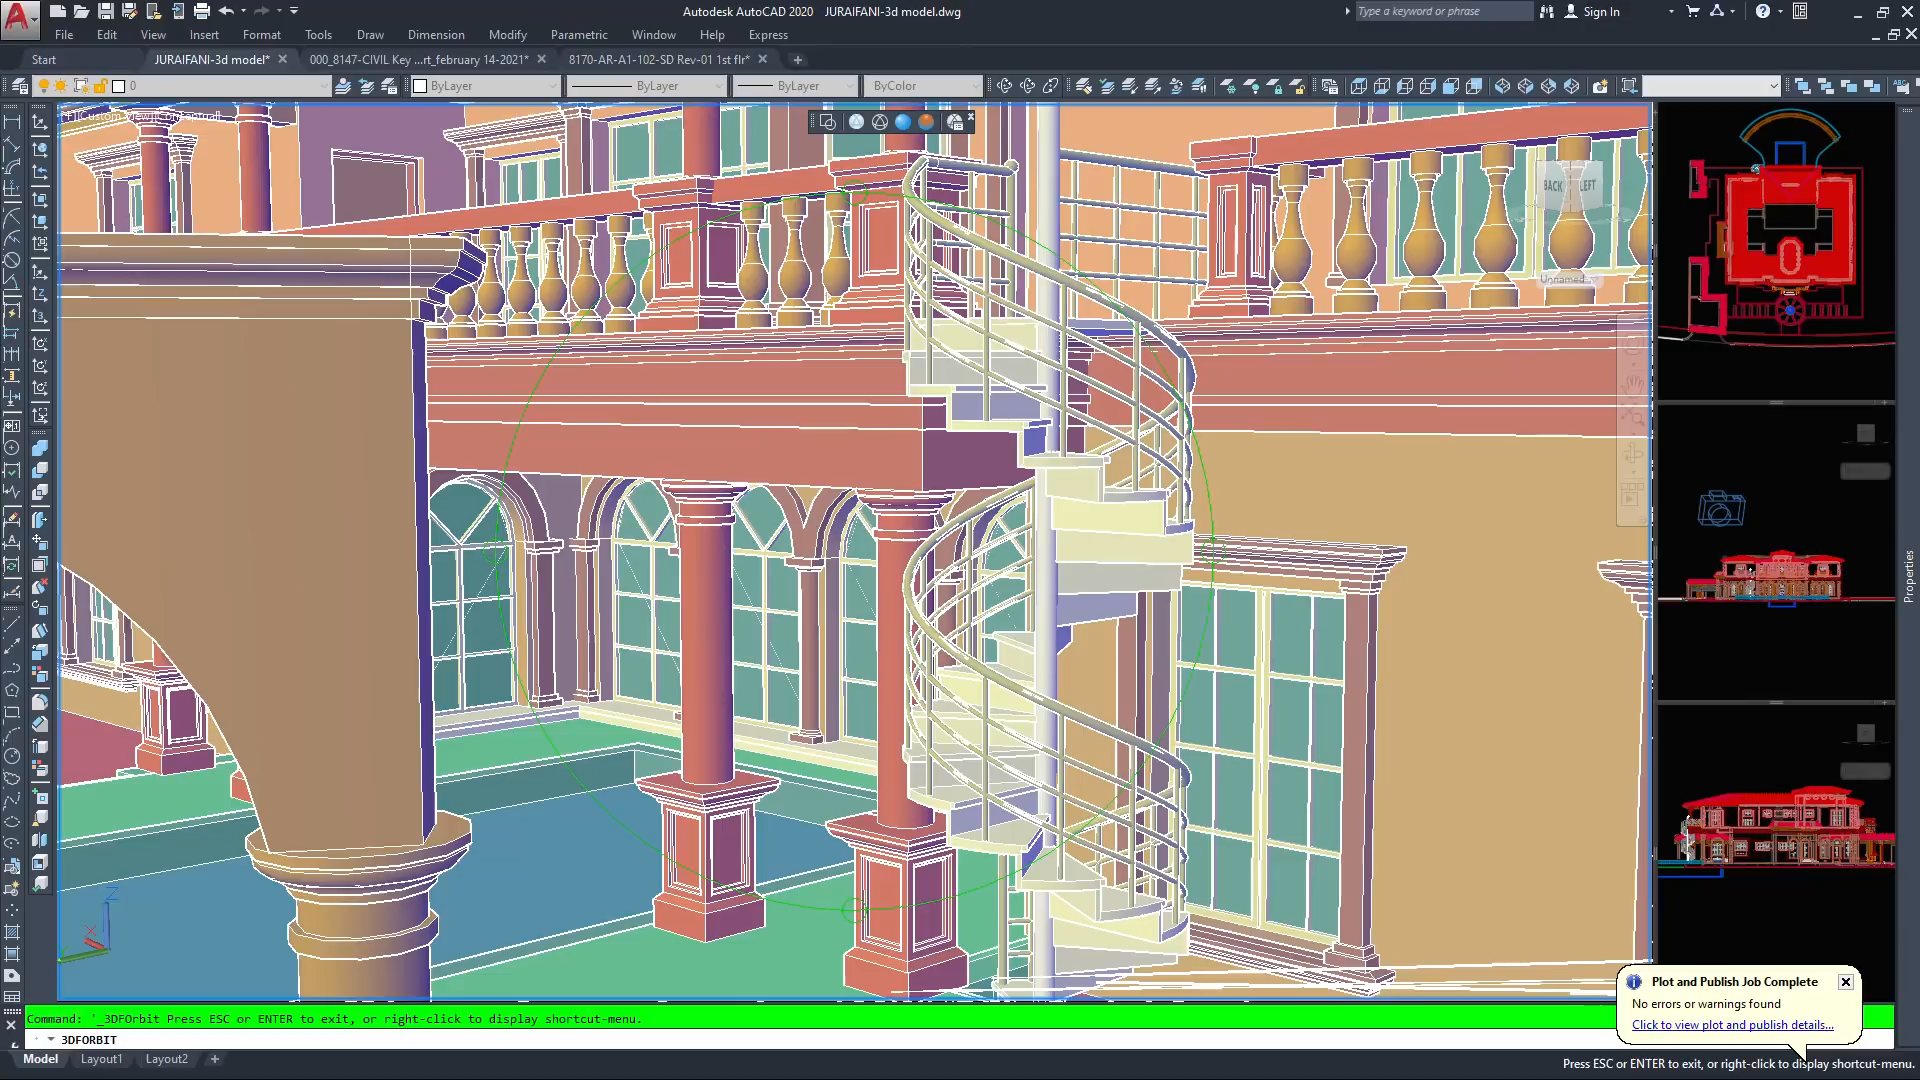 Autodesk AutoCAD 2020 JURAIFANI-3d model.dwg
Type a keyword or phrase
Sign In
File Edit View Insert Format Tools Draw Dimension Modify Parametric Window Help Express
Start
JURAIFANI-3d model*
000_8147-CIVIL Key ...rt_february 14-2021*
8170-AR-A1-102-SD Rev-01 1st flr*
0
ByLayer
ByLayer
ByLayer
ByColor
BACK LEFT
Unnamed
Properties
Z
X
Plot and Publish Job Complete
No errors or warnings found
Click to view plot and publish details...
Command: '_3DFOrbit Press ESC or ENTER to exit, or right-click to display shortcut-menu.
3DFORBIT
Model Layout1 Layout2
Press ESC or ENTER to exit, or right-click to display shortcut-menu.